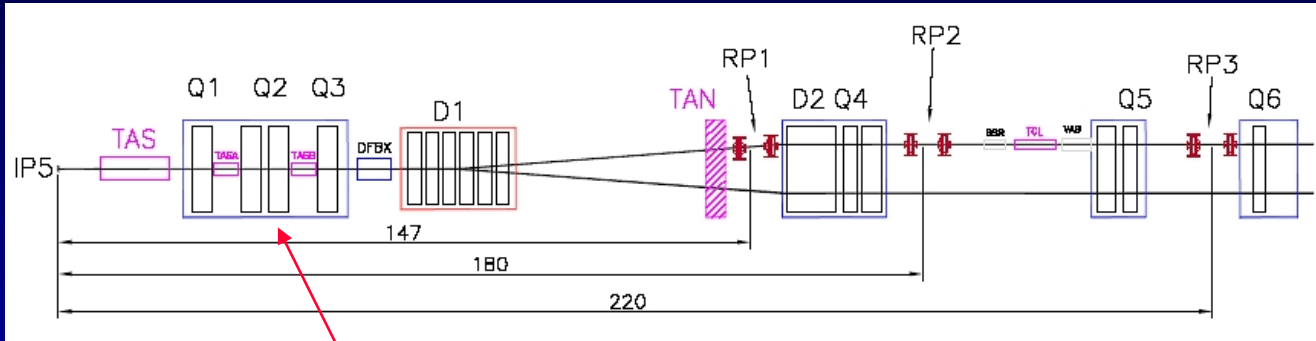 RP2
RP1
RP3
Q1 Q2 Q3
TAN
D2 Q4
Q5
Q6
D1
TAS
DFBX
BSR
TCL
IP5
TASA
TASB
147
180
220